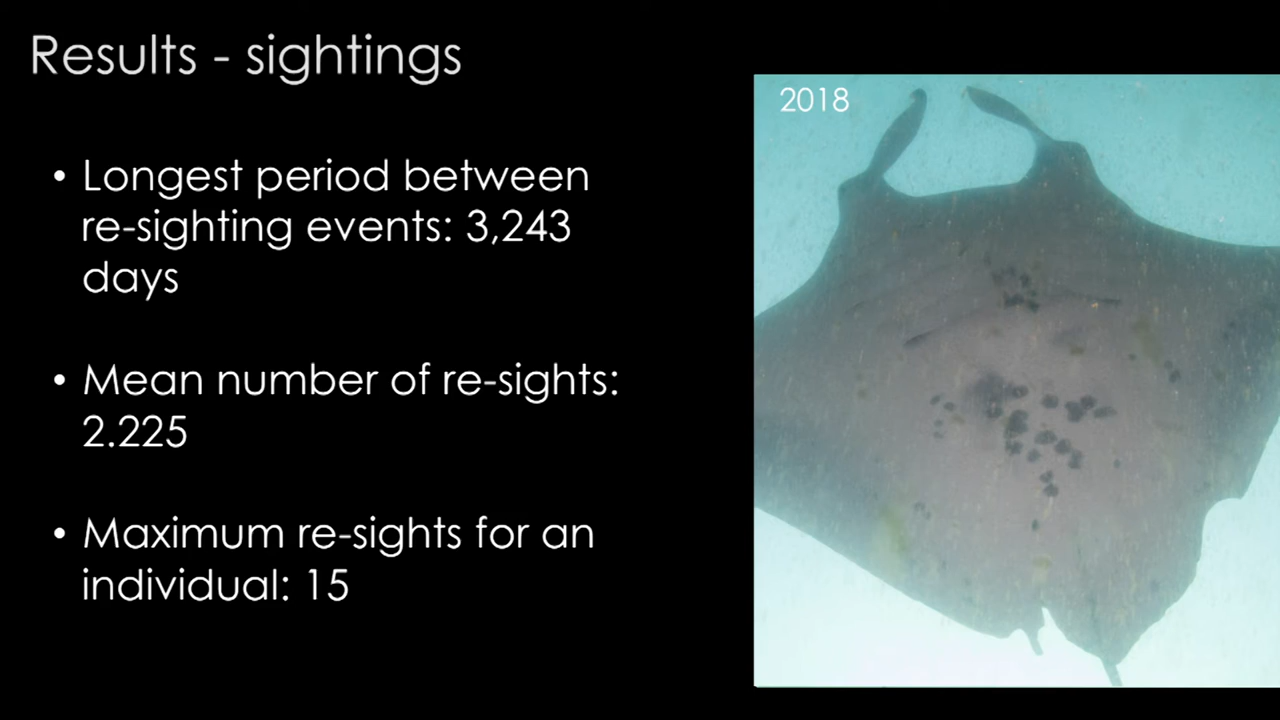 Results - sightings
2018
• Longest period between
re-sighting events: 3,243
days
• Mean number of re-sights:
2.225
• Maximum re-sights for an
individual: 15